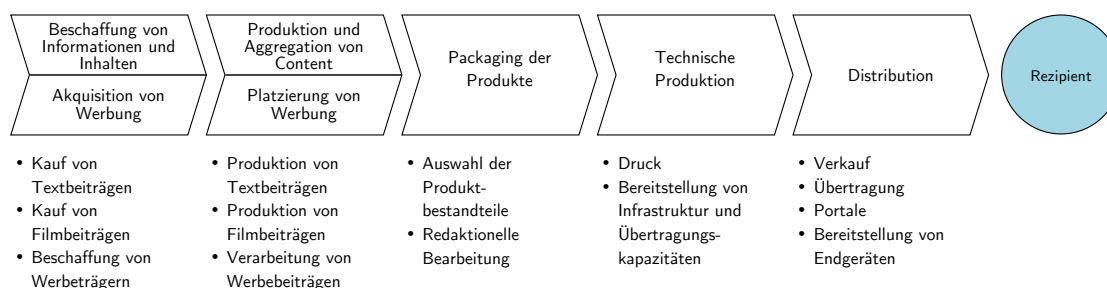 Beschaffung von
Informationen und
Inhalten
Akquisition von
Werbung
Produktion und
Aggregation von
Content
Platzierung von
Werbung
Packaging der
Produkte
Technische
Produktion
Distribution
Rezipient
• Kauf von
Textbeiträgen
• Kauf von
Filmbeiträgen
• Beschaffung von
Werbeträgern
• Produktion von
Textbeiträgen
• Produktion von
Filmbeiträgen
• Verarbeitung von
Werbebeiträgen
• Auswahl der
Produkt-
bestandteile
• Redaktionelle
Bearbeitung
• Druck
• Bereitstellung von
Infrastruktur und
Übertragungs-
kapazitäten
• Verkauf
• Übertragung
• Portale
• Bereitstellung von
Endgeräten